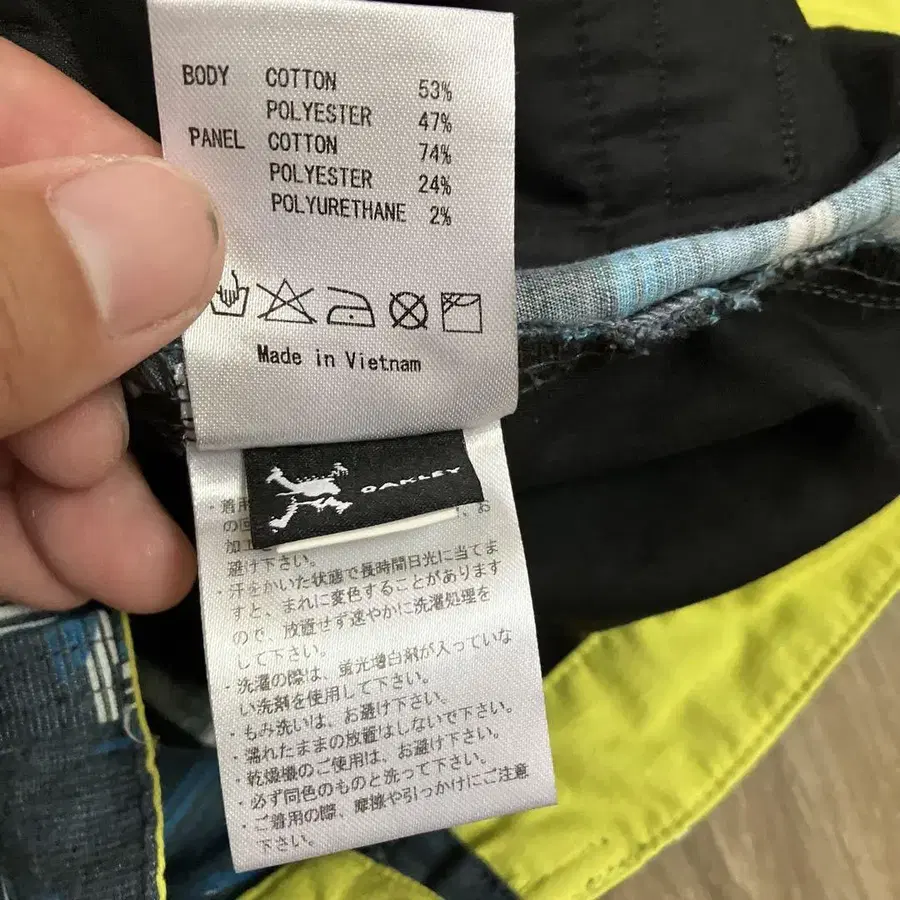 BODY COTTON 53%
POLYESTER 47%
PANEL COTTON 74%
POLYESTER 24%
POLYURETHANE 2%
Made in Vietnam
OAKLEY
・着用
の
加工
避け下さい。
・汗をかいた状態で長時間日光に当てま
すと、まれに変色することがあります
ので、放置せず速やかに洗濯処理を
して下さい。
・洗濯の際は、蛍光増白剤が入っていな
い洗剤を使用して下さい。
・もみ洗いは、お避け下さい。
・濡れたままの放置はしないで下さい。
・乾燥機のご使用は、お避け下さい。
・必ず同色のものと洗って下さい。
・ご着用の際、摩擦や引っかけにご注意
下さい。